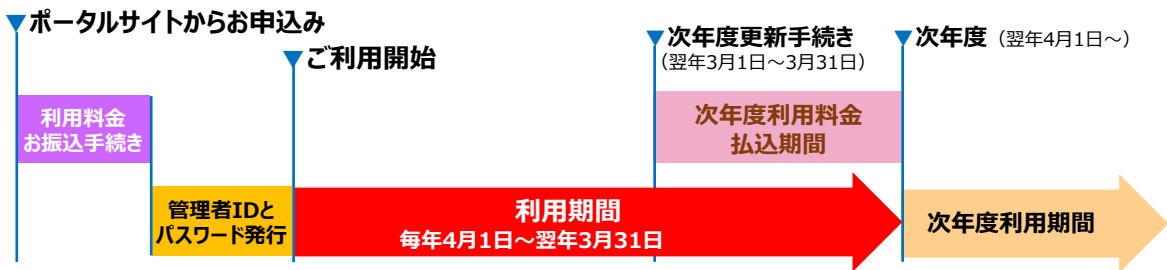 ポータルサイトからお申込み
ご利用開始
次年度更新手続き
（翌年3月1日～3月31日）
次年度（翌年4月1日～）
利用料金
お振込手続き
次年度利用料金
払込期間
管理者IDと
パスワード発行
利用期間
毎年4月1日～翌年3月31日
次年度利用期間